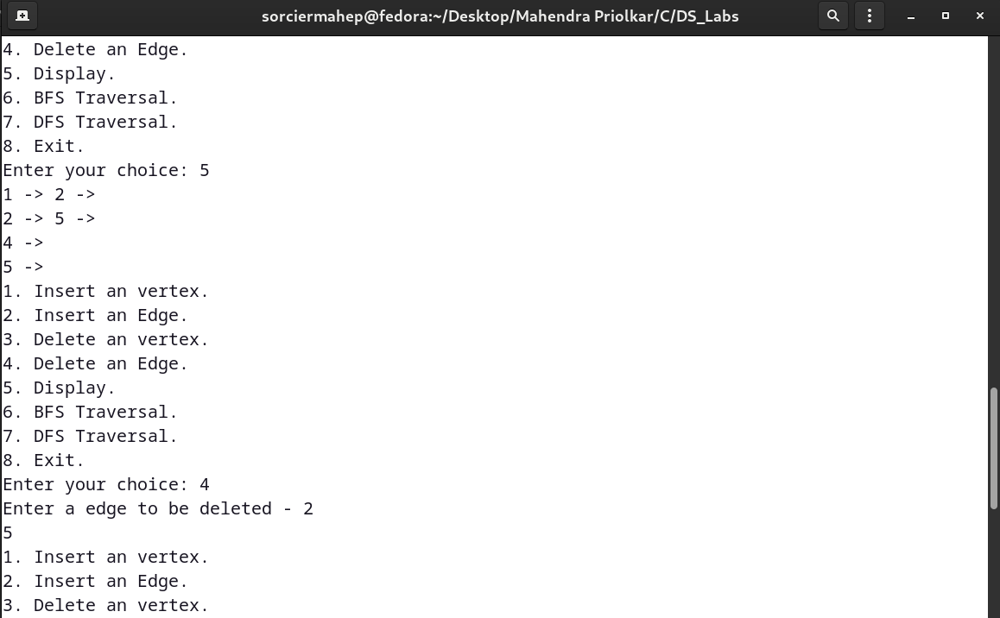 sorciermahep@fedora:~/Desktop/Mahendra Priolkar/C/DS_Labs
4. Delete an Edge.
5. Display.
6. BFS Traversal.
7. DFS Traversal.
8. Exit.
Enter your choice: 5
1 -> 2 ->
2 -> 5 ->
4 ->
5 ->
1. Insert an vertex.
2. Insert an Edge.
3. Delete an vertex.
4. Delete an Edge.
5. Display.
6. BFS Traversal.
7. DFS Traversal.
8. Exit.
Enter your choice: 4
Enter a edge to be deleted - 2
5
1. Insert an vertex.
2. Insert an Edge.
3. Delete an vertex.